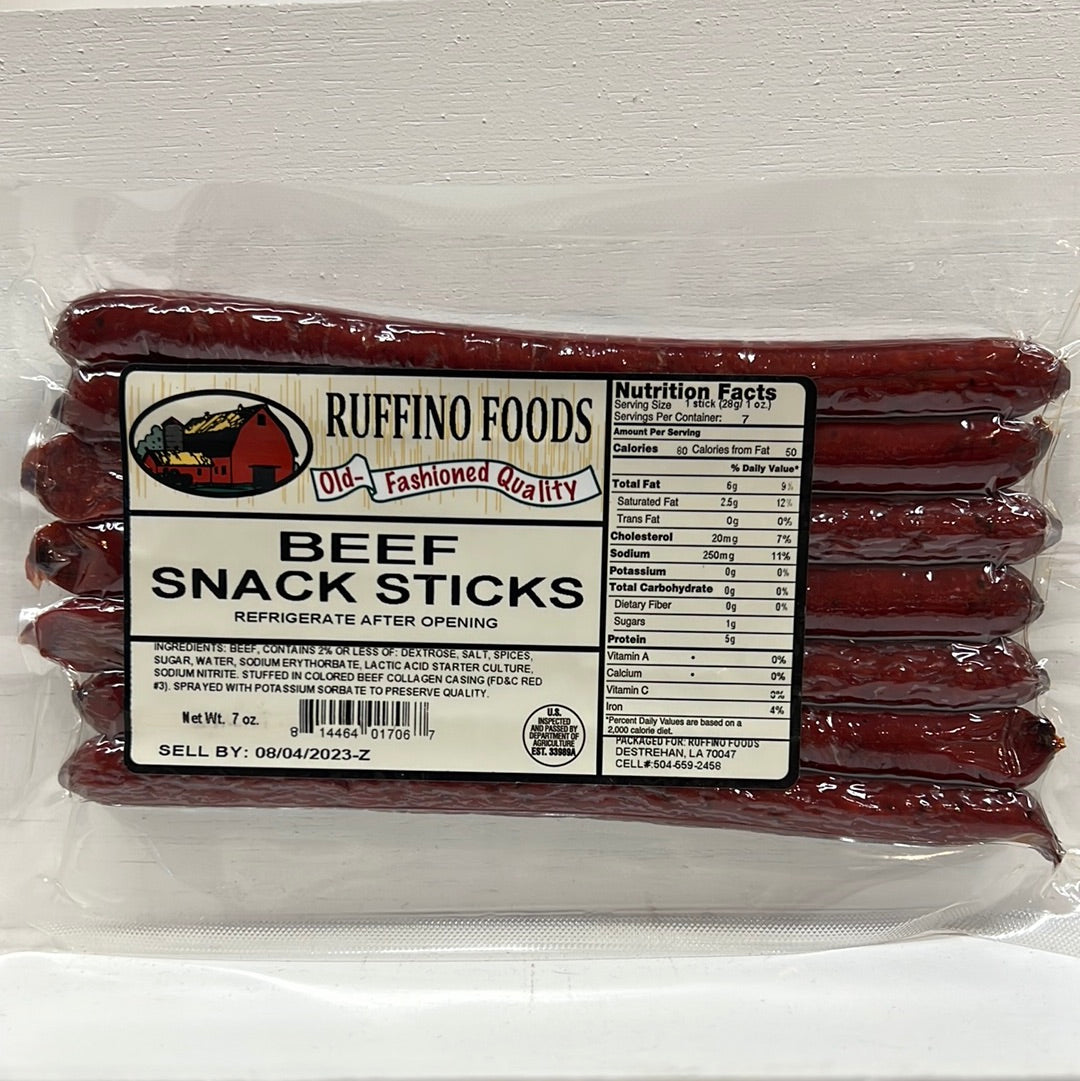 RUFFINO FOODS
Old-Fashioned Quality
BEEF
SNACK STICKS
REFRIGERATE AFTER OPENING
INGREDIENTS: BEEF, CONTAINS 2% OR LESS OF: DEXTROSE, SALT, SPICES,
SUGAR, WATER, SODIUM ERYTHORBATE, LACTIC ACID STARTER CULTURE,
SODIUM NITRITE. STUFFED IN COLORED BEEF COLLAGEN CASING (FD&C RED
#3). SPRAYED WITH POTASSIUM SORBATE TO PRESERVE QUALITY.
Net Wt. 7 oz.
8 14464 01706 7
SELL BY: 08/04/2023-Z
U.S.
INSPECTED
AND PASSED BY
DEPARTMENT OF
AGRICULTURE
EST. 33989A
Nutrition Facts
Serving Size 1 stick (28g/ 1 oz.)
Servings Per Container: 7
Amount Per Serving
Calories 80 Calories from Fat 50
% Daily Value*
Total Fat 6g 9%
Saturated Fat 2.5g 12%
Trans Fat 0g 0%
Cholesterol 20mg 7%
Sodium 250mg 11%
Potassium 0g 0%
Total Carbohydrate 0g 0%
Dietary Fiber 0g 0%
Sugars 1g
Protein 5g
Vitamin A • 0%
Calcium • 0%
Vitamin C 0%
Iron 4%
*Percent Daily Values are based on a
2,000 calorie diet.
PACKAGED FOR: RUFFINO FOODS
DESTREHAN, LA 70047
CELL#:504-559-2458